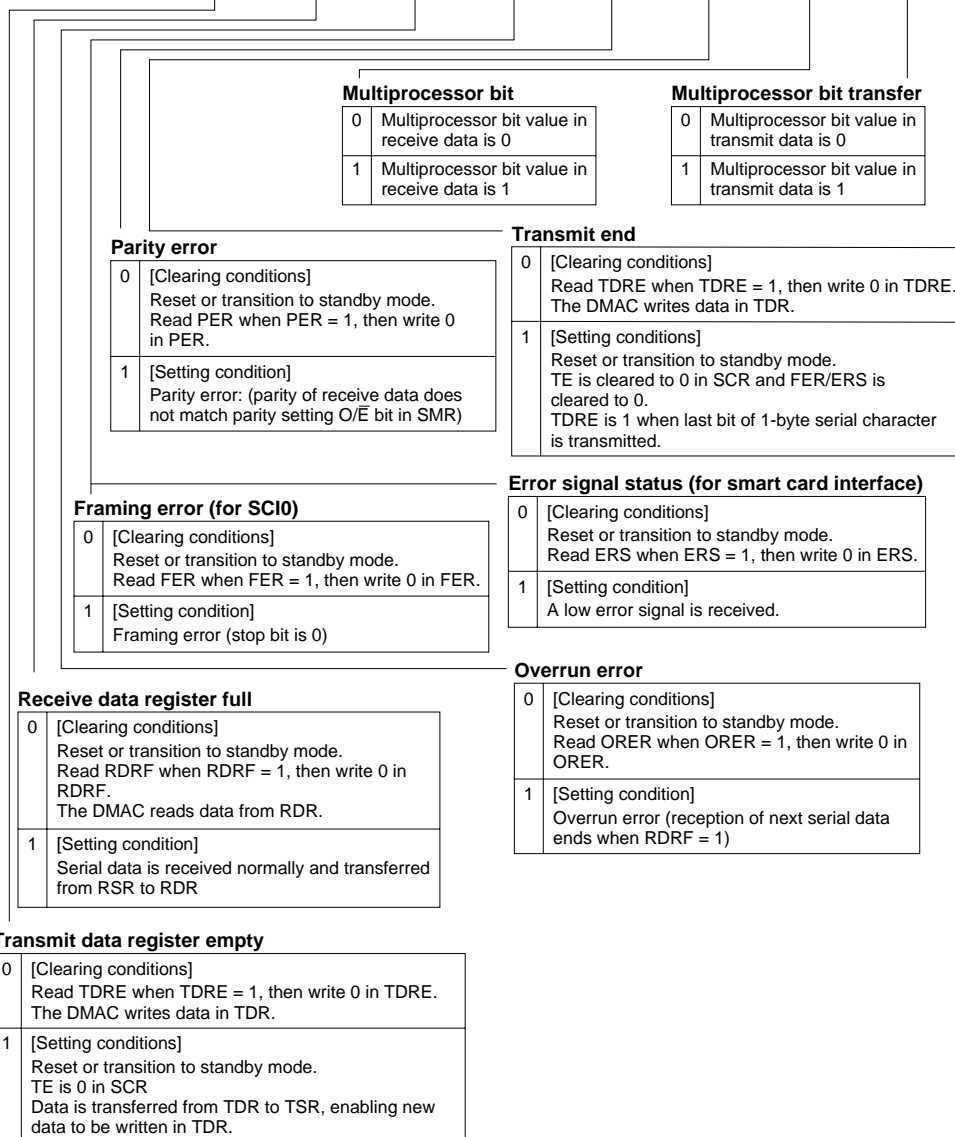 Multiprocessor bit
0 Multiprocessor bit value in
receive data is 0
1 Multiprocessor bit value in
receive data is 1
Multiprocessor bit transfer
0 Multiprocessor bit value in
transmit data is 0
1 Multiprocessor bit value in
transmit data is 1
Parity error
0 [Clearing conditions]
Reset or transition to standby mode.
Read PER when PER = 1, then write 0
in PER.
1 [Setting condition]
Parity error: (parity of receive data does
not match parity setting O/E̅ bit in SMR)
Transmit end
0 [Clearing conditions]
Read TDRE when TDRE = 1, then write 0 in TDRE.
The DMAC writes data in TDR.
1 [Setting conditions]
Reset or transition to standby mode.
TE is cleared to 0 in SCR and FER/ERS is
cleared to 0.
TDRE is 1 when last bit of 1-byte serial character
is transmitted.
Framing error (for SCI0)
0 [Clearing conditions]
Reset or transition to standby mode.
Read FER when FER = 1, then write 0 in FER.
1 [Setting condition]
Framing error (stop bit is 0)
Error signal status (for smart card interface)
0 [Clearing conditions]
Reset or transition to standby mode.
Read ERS when ERS = 1, then write 0 in ERS.
1 [Setting condition]
A low error signal is received.
Receive data register full
0 [Clearing conditions]
Reset or transition to standby mode.
Read RDRF when RDRF = 1, then write 0 in
RDRF.
The DMAC reads data from RDR.
1 [Setting condition]
Serial data is received normally and transferred
from RSR to RDR
Overrun error
0 [Clearing conditions]
Reset or transition to standby mode.
Read ORER when ORER = 1, then write 0 in
ORER.
1 [Setting condition]
Overrun error (reception of next serial data
ends when RDRF = 1)
Transmit data register empty
0 [Clearing conditions]
Read TDRE when TDRE = 1, then write 0 in TDRE.
The DMAC writes data in TDR.
1 [Setting conditions]
Reset or transition to standby mode.
TE is 0 in SCR
Data is transferred from TDR to TSR, enabling new
data to be written in TDR.